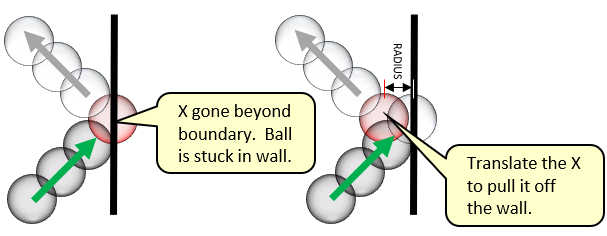 X gone beyond
boundary.  Ball
is stuck in wall.
RADIUS
Translate the X
to pull it off
the wall.